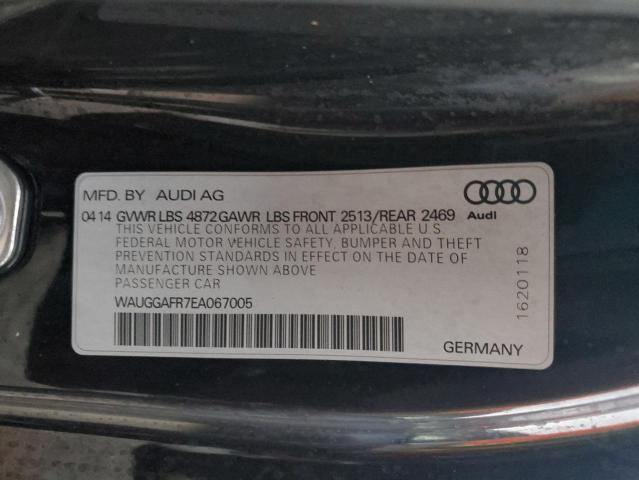 MFD. BY AUDI AG
04 14 GVWR LBS 4872 GAWR LBS FRONT 2513/REAR 2469 Audi
THIS VEHICLE CONFORMS TO ALL APPLICABLE U.S.
FEDERAL MOTOR VEHICLE SAFETY, BUMPER AND THEFT
PREVENTION STANDARDS IN EFFECT ON THE DATE OF
MANUFACTURE SHOWN ABOVE
PASSENGER CAR
WAUGGAFR7EA067005
GERMANY
1620118